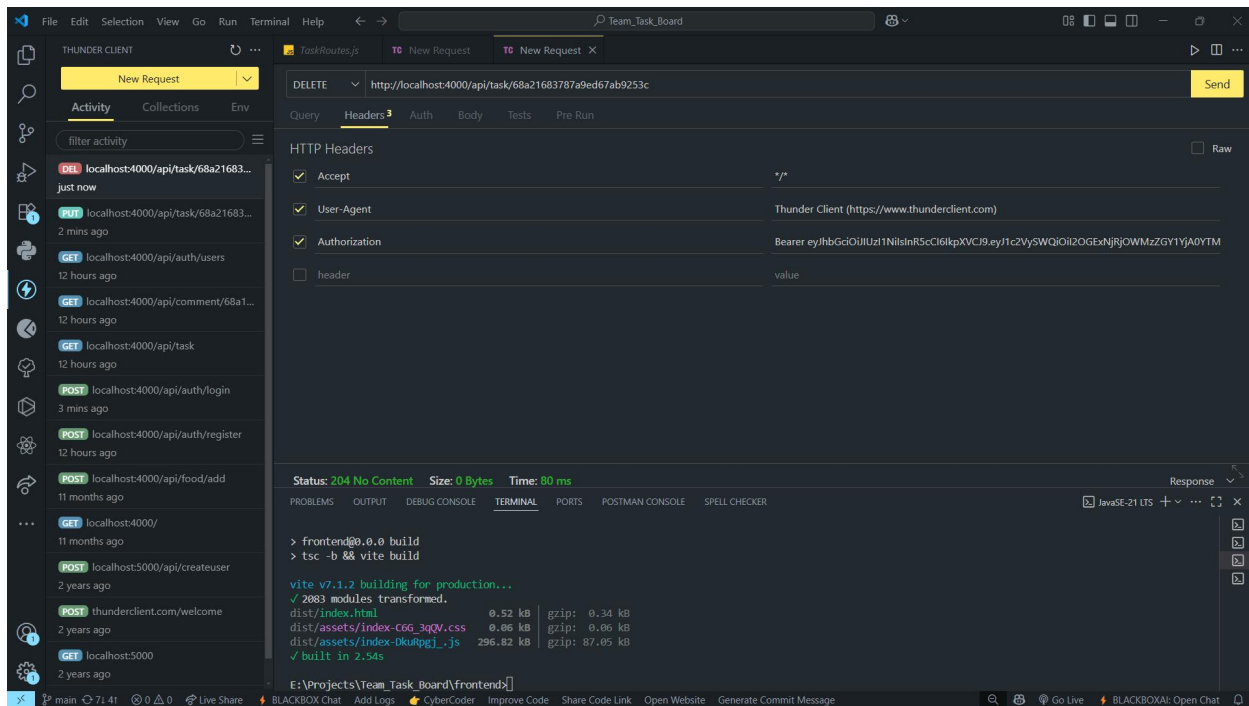 File Edit Selection View Go Run Terminal Help
Team_Task_Board
THUNDER CLIENT
New Request
Activity Collections Env
filter activity
DEL localhost:4000/api/task/68a21683...
just now
PUT localhost:4000/api/task/68a21683...
2 mins ago
GET localhost:4000/api/auth/users
12 hours ago
GET localhost:4000/api/comment/68a1...
12 hours ago
GET localhost:4000/api/task
12 hours ago
POST localhost:4000/api/auth/login
3 mins ago
POST localhost:4000/api/auth/register
12 hours ago
POST localhost:4000/api/food/add
11 months ago
GET localhost:4000/
11 months ago
POST localhost:5000/api/createuser
2 years ago
POST thunderclient.com/welcome
2 years ago
GET localhost:5000
2 years ago
TaskRoutes.js TC New Request TC New Request
DELETE http://localhost:4000/api/task/68a21683787a9ed67ab9253c Send
Query Headers 3 Auth Body Tests Pre Run
HTTP Headers Raw
Accept */*
User-Agent Thunder Client (https://www.thunderclient.com)
Authorization Bearer eyJhbGciOiJIUzI1NiIsInR5cCI6IkpXVCJ9.eyJ1c2VySWQiOiI2OGExNjRjOWMzZGY1YjA0YTM
header value
Status: 204 No Content Size: 0 Bytes Time: 80 ms Response
PROBLEMS OUTPUT DEBUG CONSOLE TERMINAL PORTS POSTMAN CONSOLE SPELL CHECKER JavaSE-21 LTS
> frontend@0.0.0 build
> tsc -b && vite build
vite v7.1.2 building for production...
✓ 2083 modules transformed.
dist/index.html 0.52 kB │ gzip: 0.34 kB
dist/assets/index-C6G_3qQV.css 0.06 kB │ gzip: 0.06 kB
dist/assets/index-DkuRpgj_.js 296.82 kB │ gzip: 87.05 kB
✓ built in 2.54s
E:\Projects\Team_Task_Board\frontend>
main 7↓ 4↑ 0 0 Live Share BLACKBOX Chat Add Logs CyberCoder Improve Code Share Code Link Open Website Generate Commit Message Go Live BLACKBOXAI: Open Chat